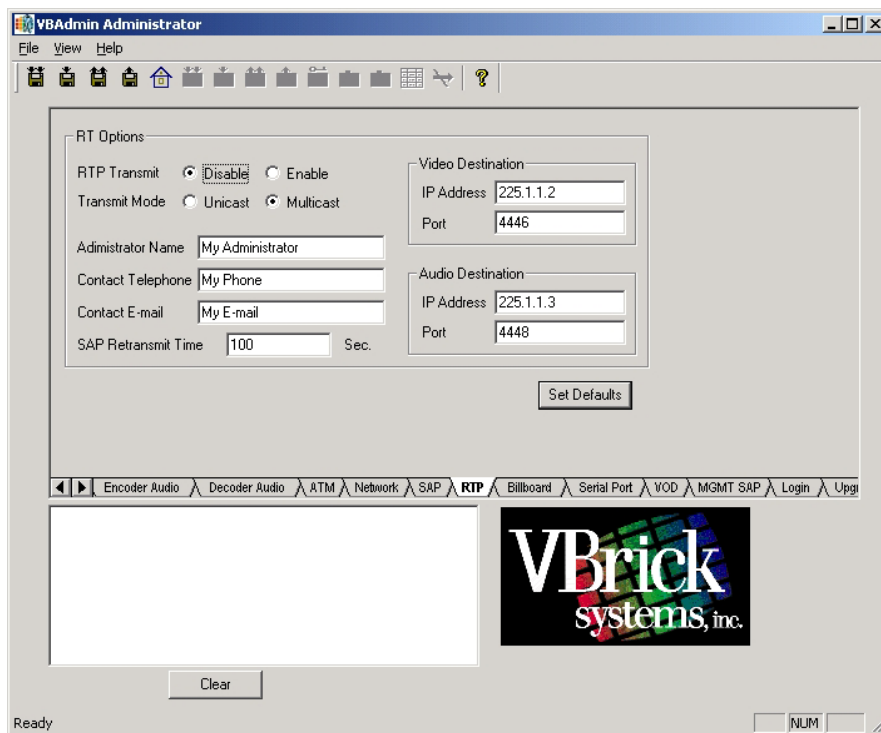 VBAdmin Administrator
File View Help
RT Options
RTP Transmit Disable Enable
Transmit Mode Unicast Multicast
Adimistrator Name My Administrator
Contact Telephone My Phone
Contact E-mail My E-mail
SAP Retransmit Time 100 Sec.
Video Destination
IP Address 225.1.1.2
Port 4446
Audio Destination
IP Address 225.1.1.3
Port 4448
Set Defaults
Encoder Audio Decoder Audio ATM Network SAP RTP Billboard Serial Port VOD MGMT SAP Login Upgr
VBrick
systems, inc.
Clear
Ready NUM